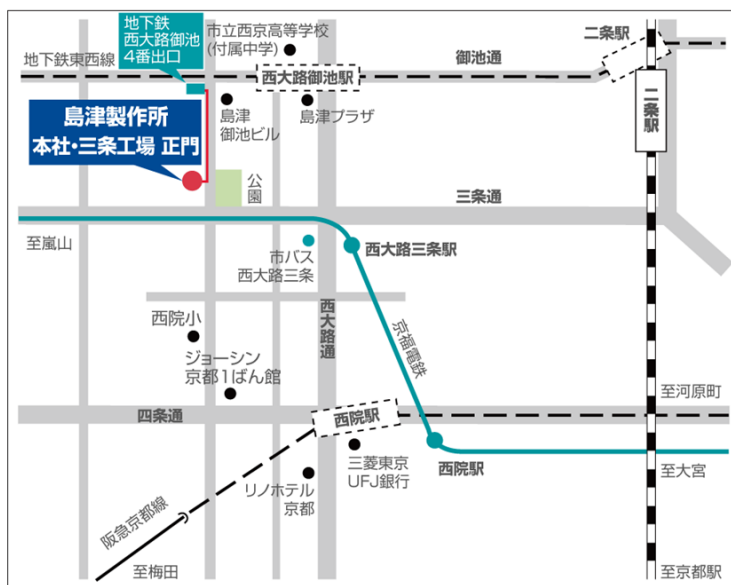 地下鉄
西大路御池
4番出口
市立西京高等学校
(付属中学)
二条駅
御池通
地下鉄東西線
西大路御池駅
島津製作所
本社・三条工場 正門
島津
御池ビル
島津プラザ
二条駅
公園
三条通
至嵐山
市バス
西大路三条
西大路三条駅
西大路通
西院小
京福電鉄
ジョーシン
京都1ばん館
至河原町
四条通
西院駅
三菱東京
UFJ銀行
西院駅
至大宮
リノホテル
京都
阪急京都線
至梅田
至京都駅